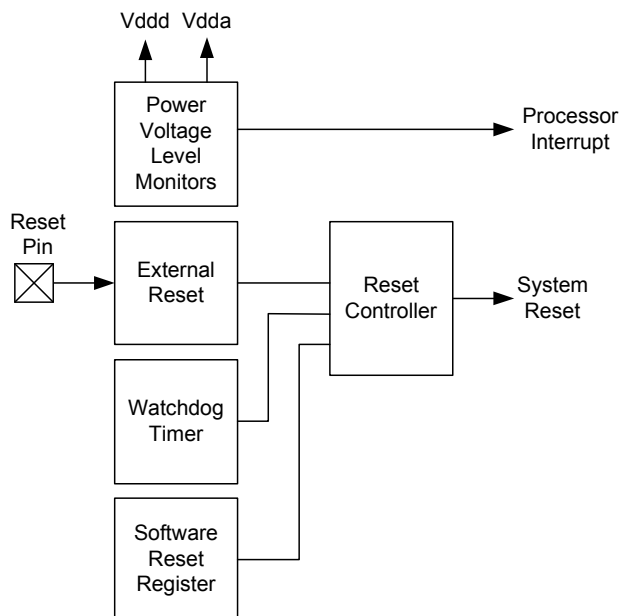 Vddd Vdda
Power
Voltage
Level
Monitors
Processor
Interrupt
Reset
Pin
External
Reset
Reset
Controller
System
Reset
Watchdog
Timer
Software
Reset
Register